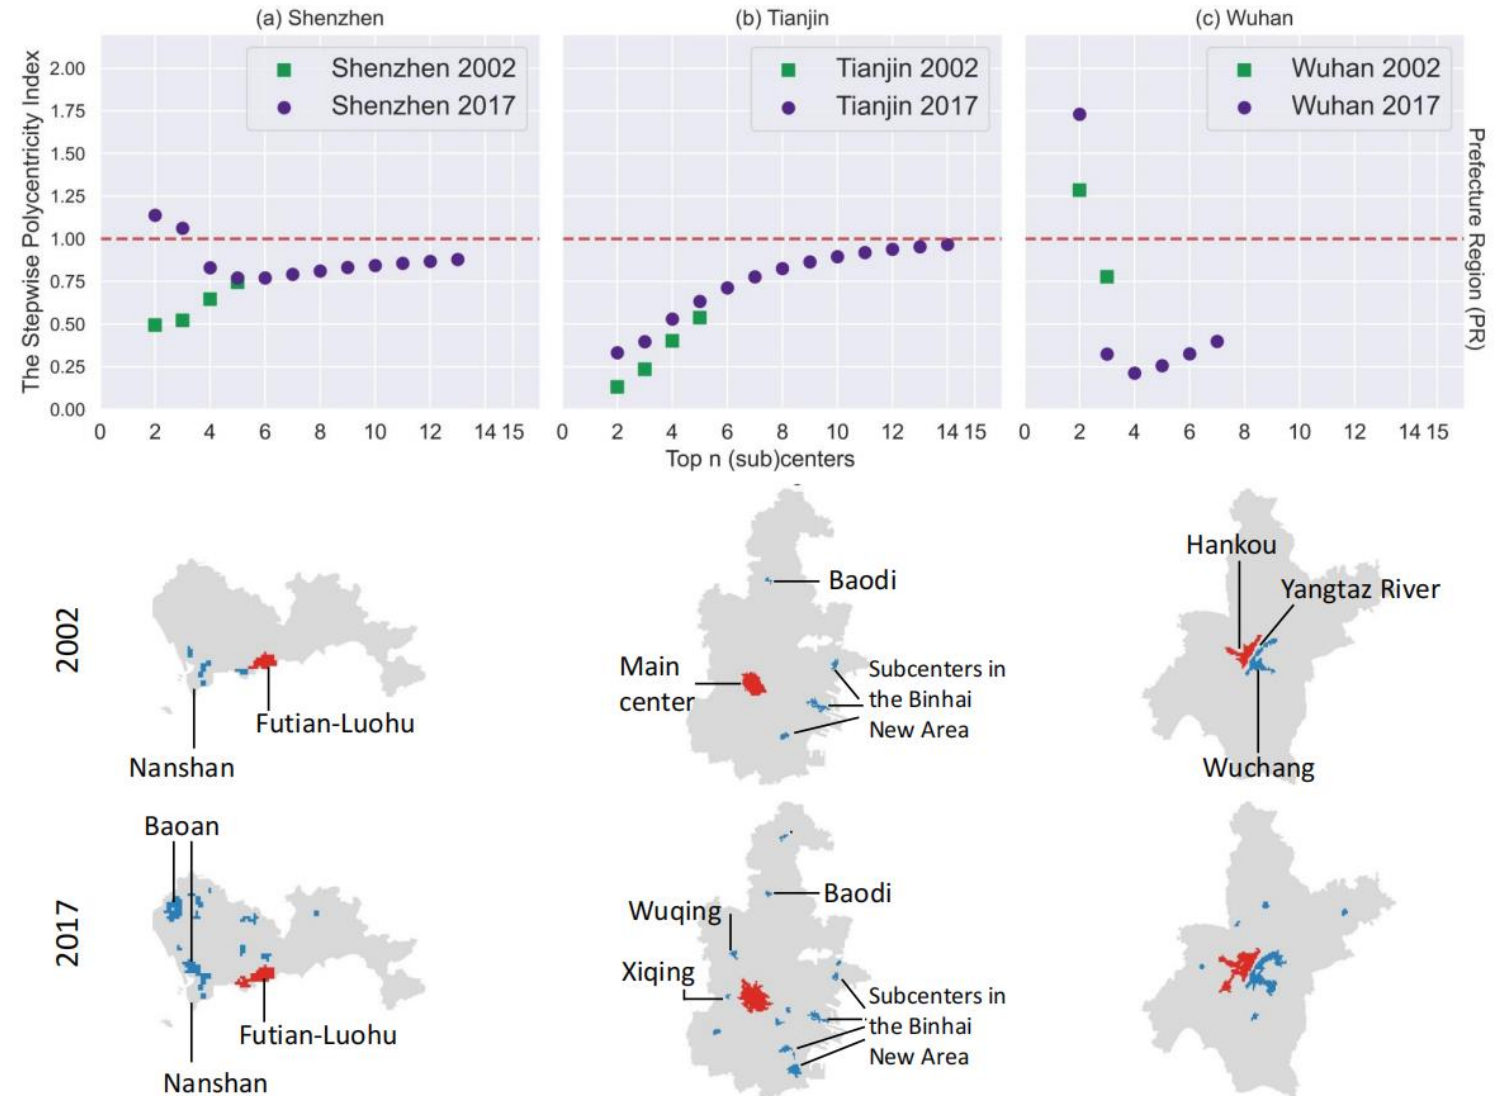 (a) Shenzhen
(b) Tianjin
(c) Wuhan
The Stepwise Polycentricity Index
2.00
1.75
1.50
1.25
1.00
0.75
0.50
0.25
0.00
Shenzhen 2002
Shenzhen 2017
Tianjin 2002
Tianjin 2017
Wuhan 2002
Wuhan 2017
Prefecture Region (PR)
0 2 4 6 8 10 12 14 15
0 2 4 6 8 10 12 14 15
0 2 4 6 8 10 12 14 15
Top n (sub)centers
2002
Futian-Luohu
Nanshan
Baodi
Main
center
Subcenters in
the Binhai
New Area
Hankou
Yangtaz River
Wuchang
2017
Baoan
Futian-Luohu
Nanshan
Baodi
Wuqing
Xiqing
Subcenters in
the Binhai
New Area